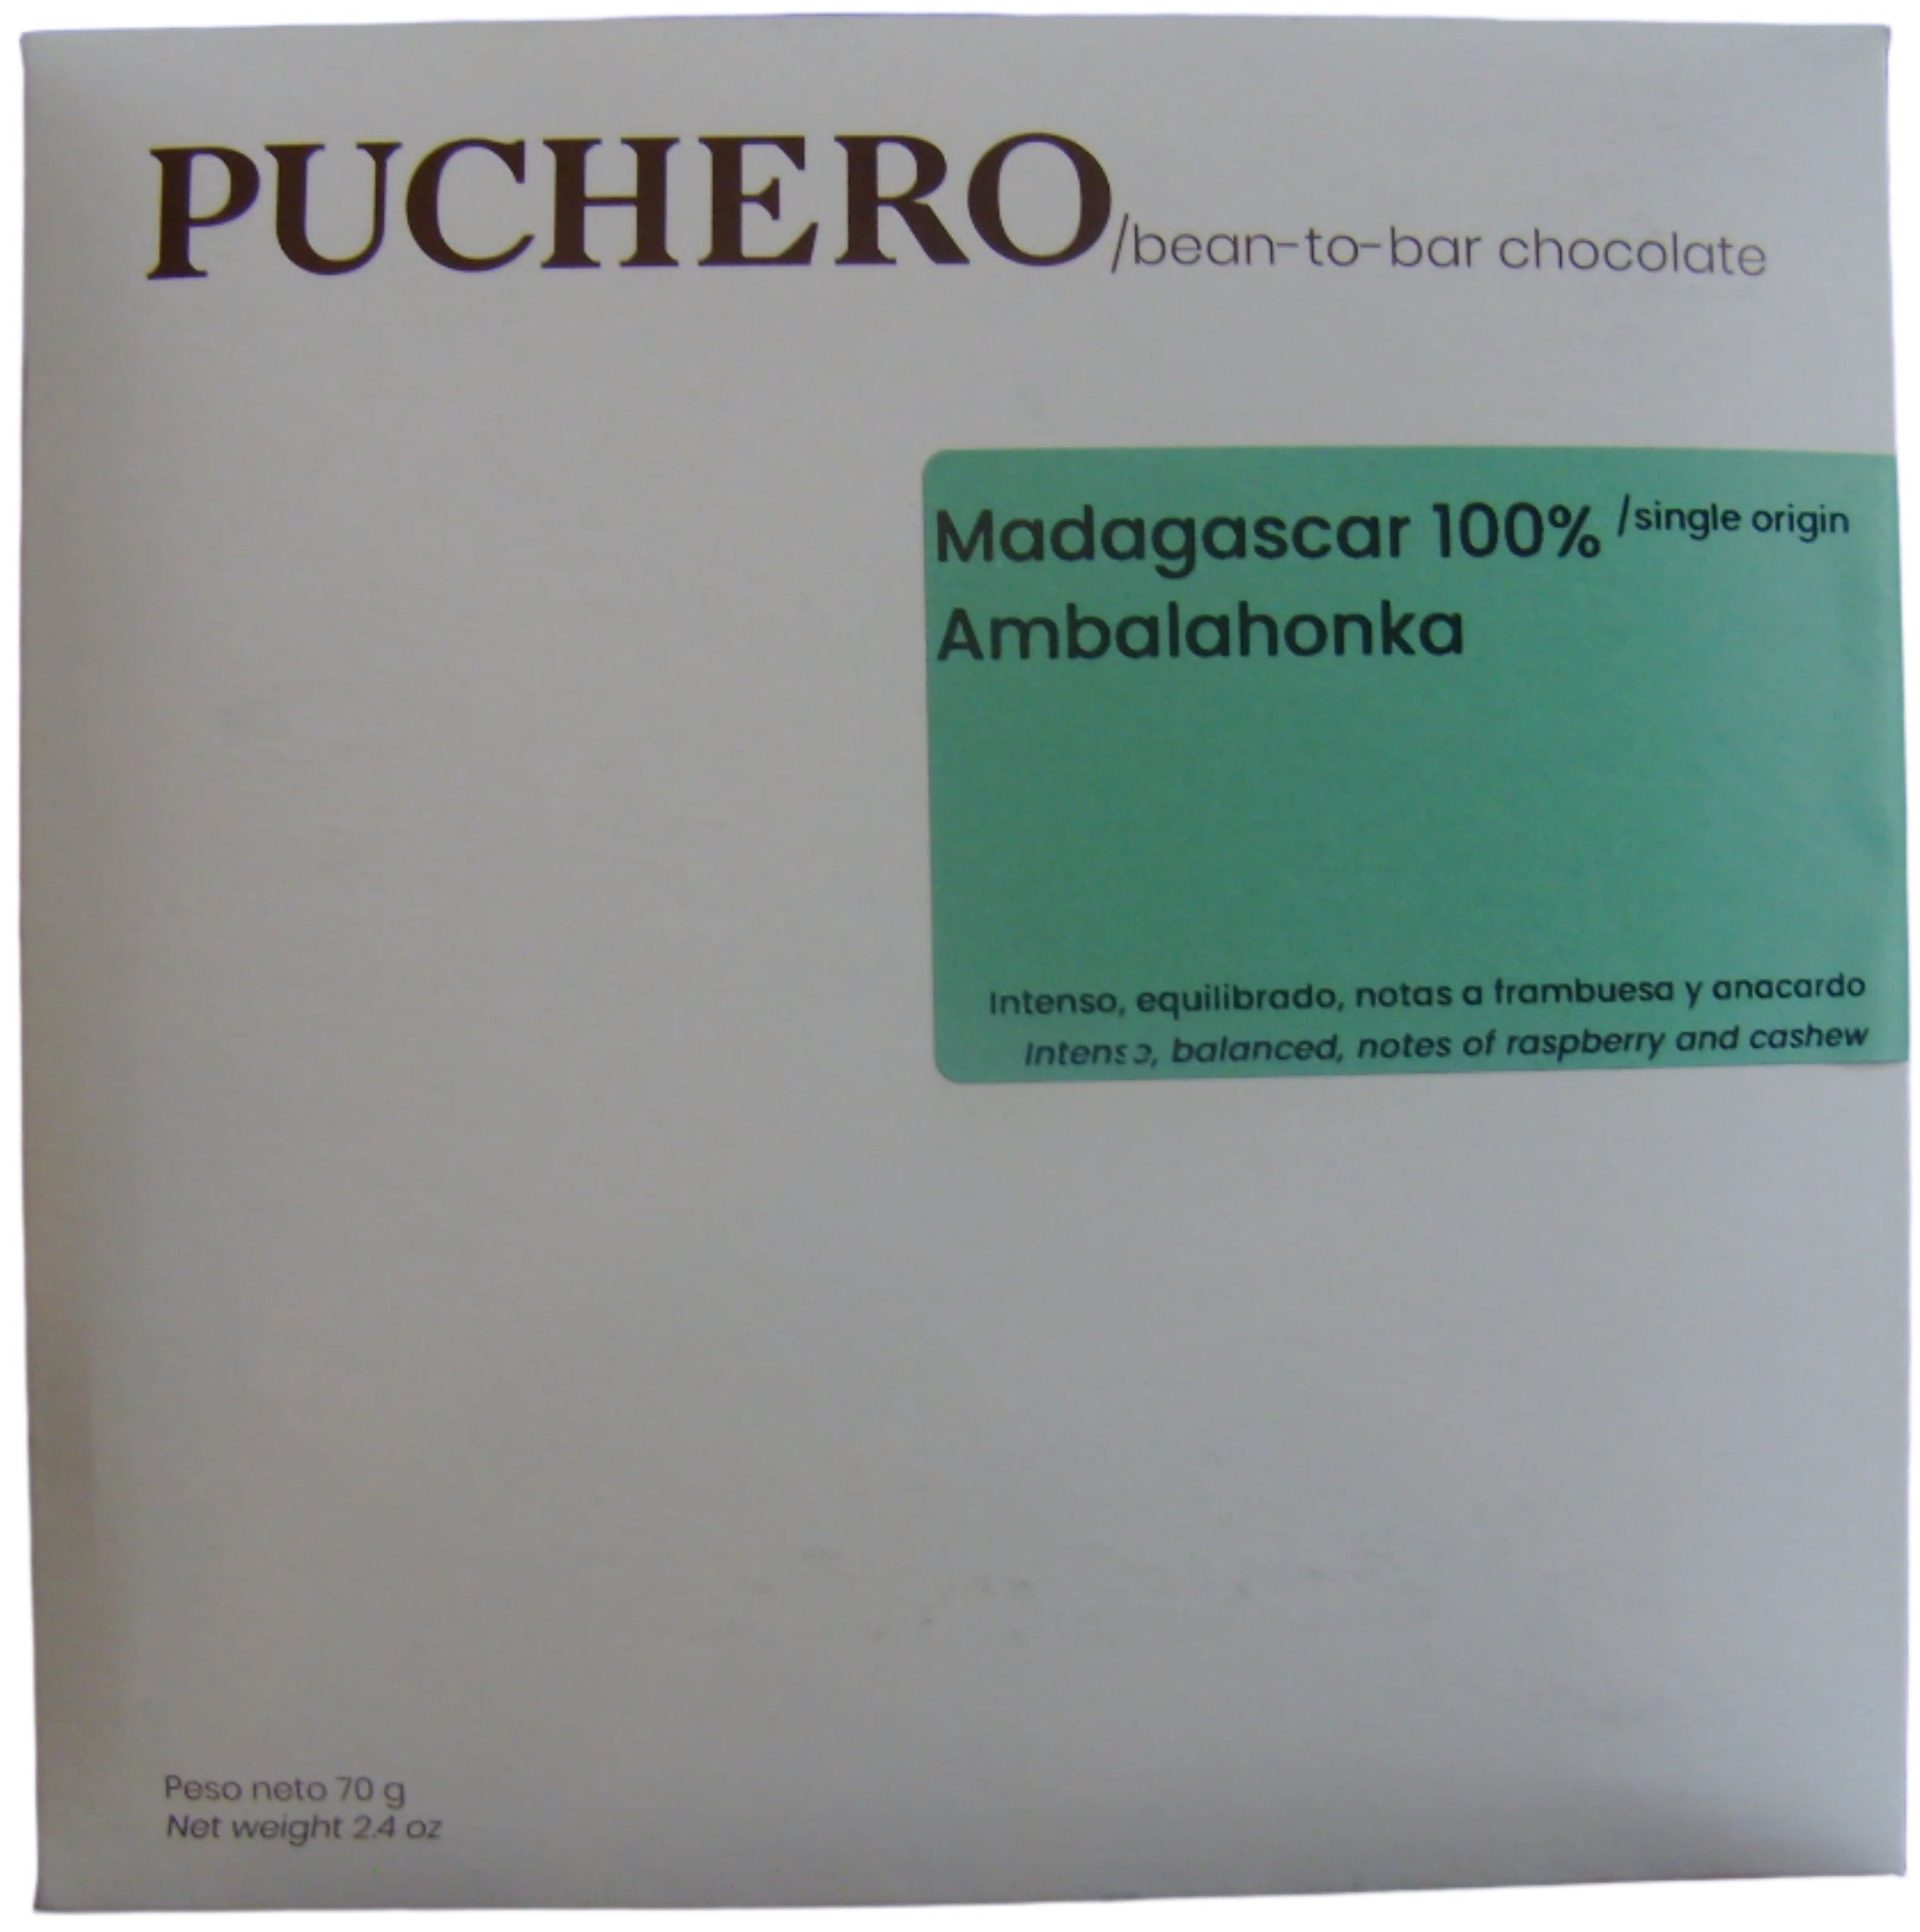 PUCHERO/bean-to-bar chocolate
Madagascar 100% /single origin
Ambalahonka
Intenso, equilibrado, notas a frambuesa y anacardo
Intense, balanced, notes of raspberry and cashew
Peso neto 70 g
Net weight 2.4 oz